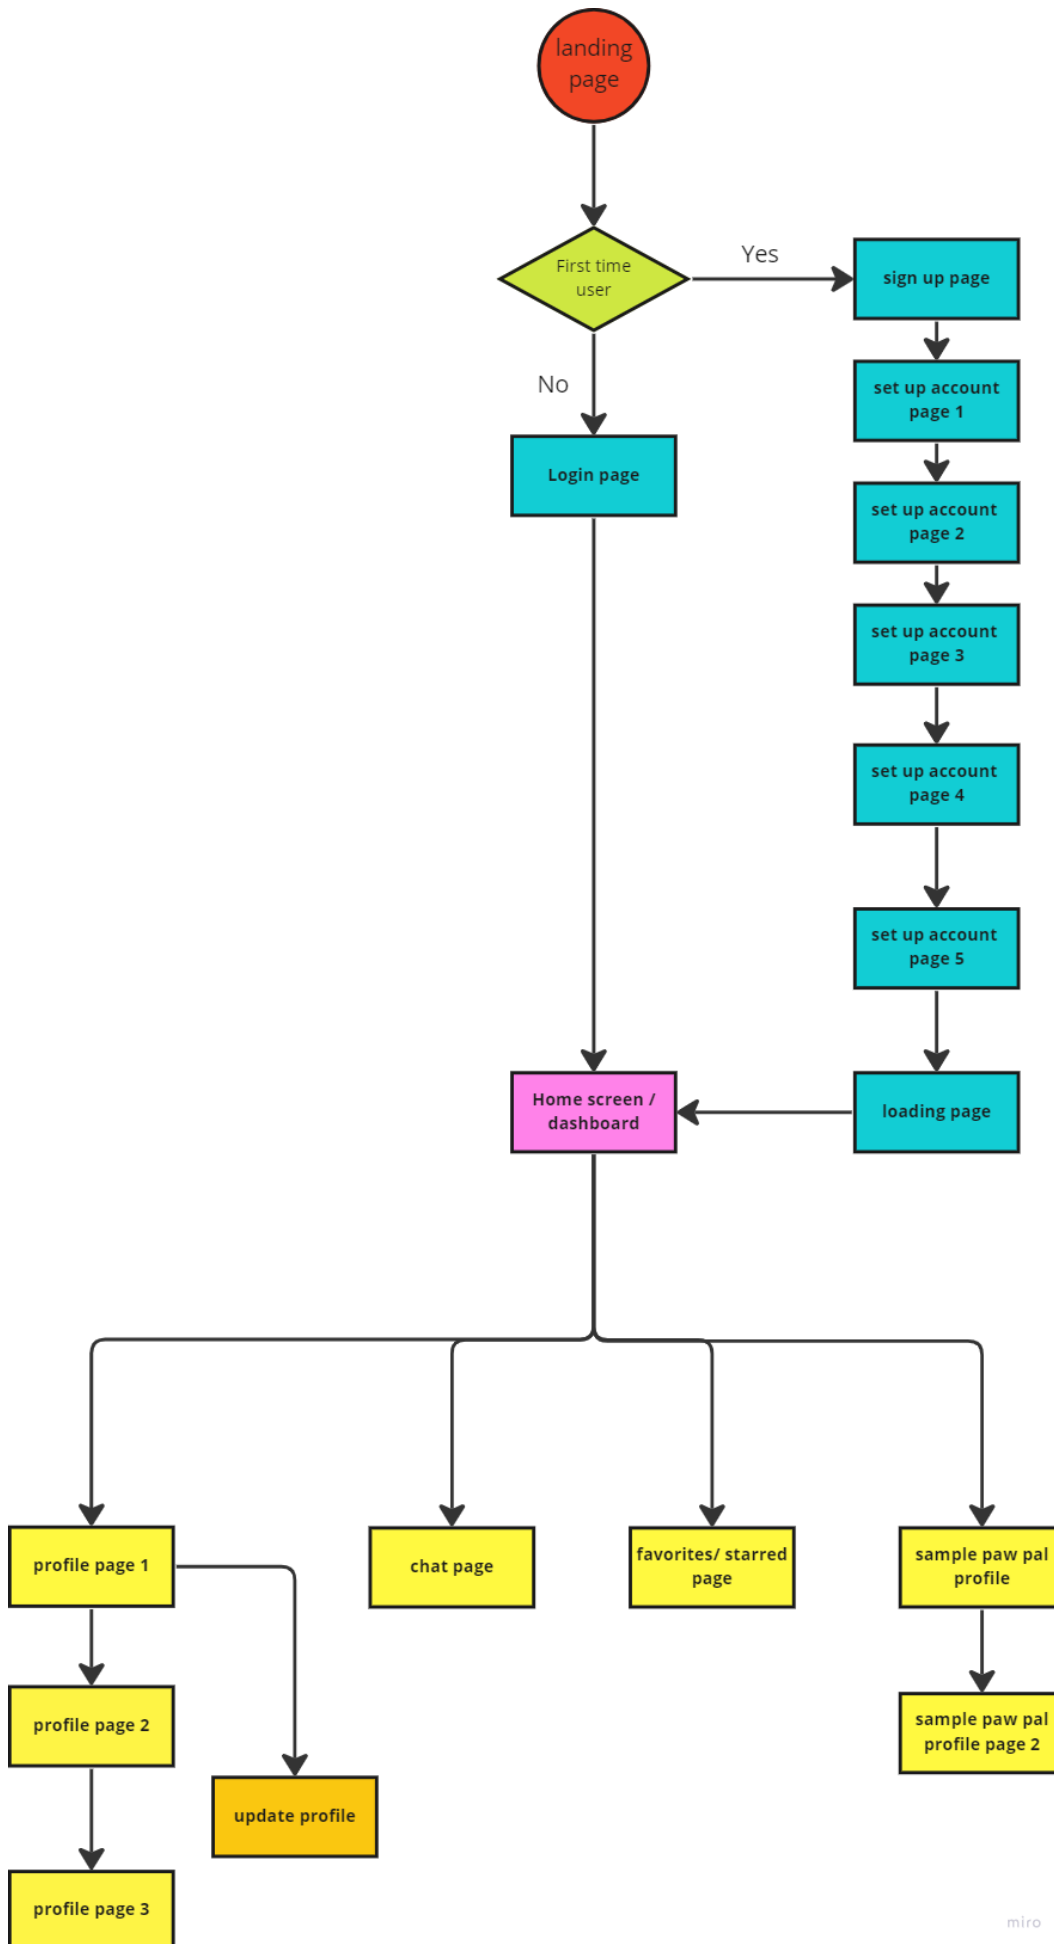 landing
page
First time
user
Yes
sign up page
set up account
page 1
No
Login page
set up account
page 2
set up account
page 3
set up account
page 4
set up account
page 5
Home screen /
dashboard
loading page
profile page 1
chat page
favorites/ starred
page
sample paw pal
profile
profile page 2
sample paw pal
profile page 2
update profile
profile page 3
miro